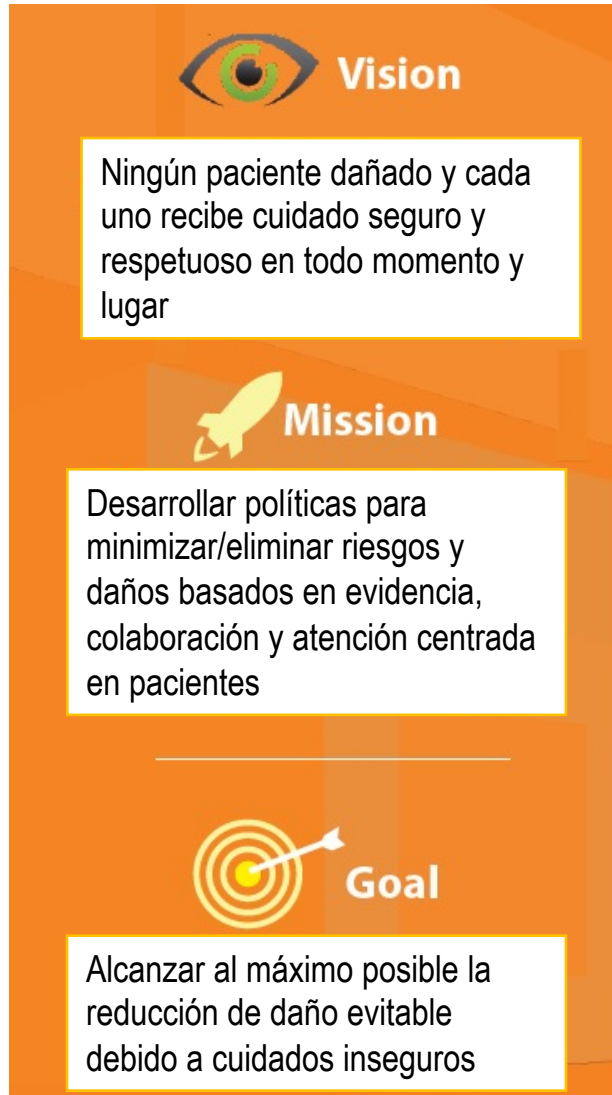 Vision
Ningún paciente dañado y cada
uno recibe cuidado seguro y
respetuoso en todo momento y
lugar
Mission
Desarrollar políticas para
minimizar/eliminar riesgos y
daños basados en evidencia,
colaboración y atención centrada
en pacientes
Goal
Alcanzar al máximo posible la
reducción de daño evitable
debido a cuidados inseguros